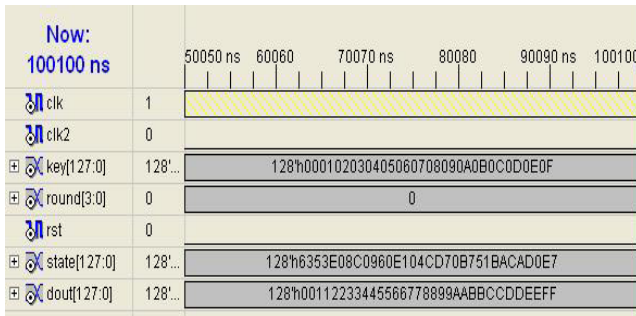 Now:
100100 ns
50050 ns 60060 70070 ns 80080 90090 ns 100100
clk 1
clk2 0
key[127:0] 128'... 128'h000102030405060708090A0B0C0D0E0F
round[3:0] 0 0
rst 0
state[127:0] 128'... 128'h6353E08C0960E104CD70B751BACAD0E7
dout[127:0] 128'... 128'h00112233445566778899AABBCCDDEEFF